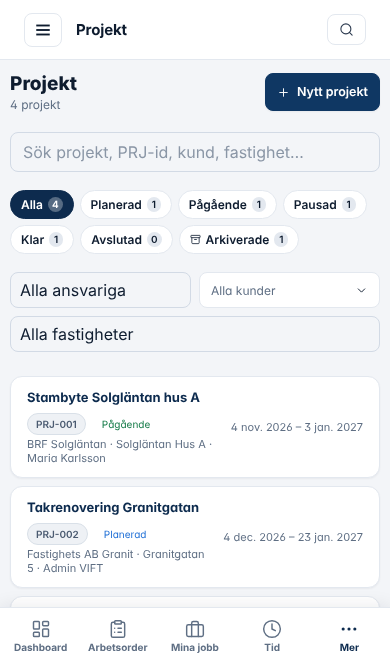 Projekt
Projekt
4 projekt
Nytt projekt
Sök projekt, PRJ-id, kund, fastighet...
Alla 4
Planerad 1
Pågående 1
Pausad 1
Klar 1
Avslutad 0
Arkiverade 1
Alla ansvariga
Alla kunder
Alla fastigheter
Stambyte Solgläntan hus A
PRJ-001 Pågående
4 nov. 2026 – 3 jan. 2027
BRF Solgläntan · Solgläntan Hus A ·
Maria Karlsson
Takrenovering Granitgatan
PRJ-002 Planerad
4 dec. 2026 – 23 jan. 2027
Fastighets AB Granit · Granitgatan
5 · Admin VIFT
Dashboard
Arbetsorder
Mina jobb
Tid
Mer